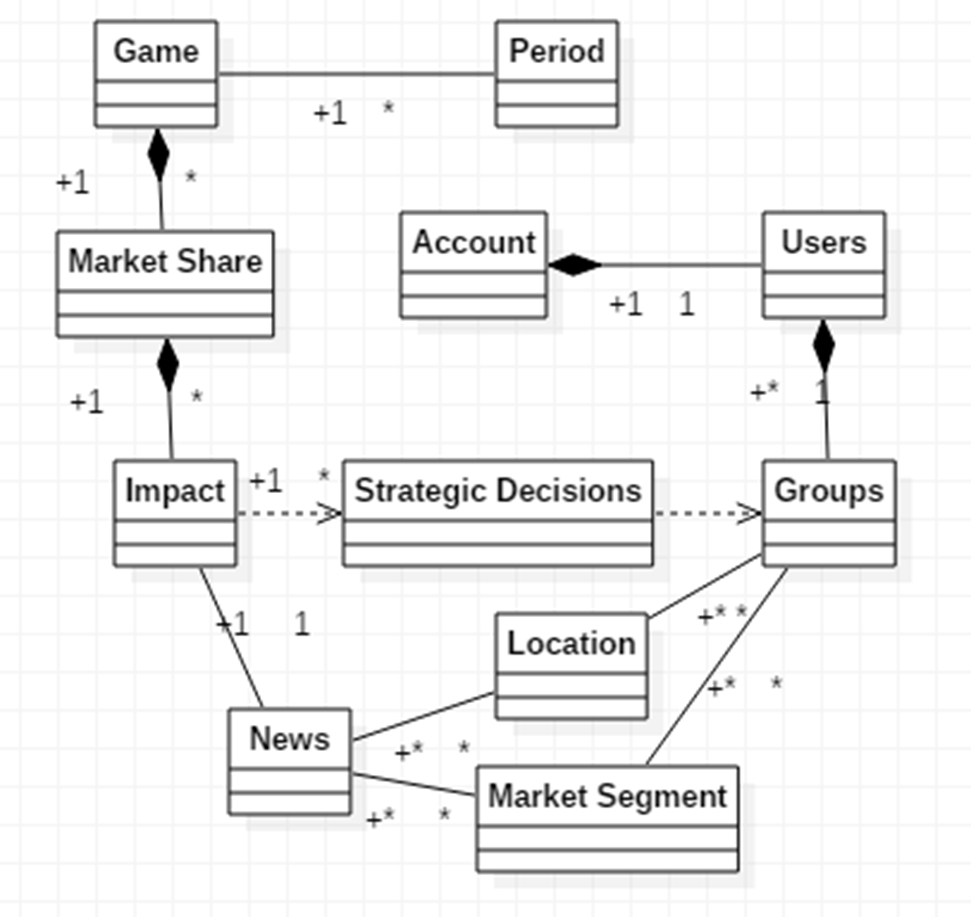 Game
Period
+1 *
+1 *
Account
Users
Market Share
+1 1
+1 *
+* 1
Impact
+1 *
Strategic Decisions
Groups
+1 1
Location
+* *
+* *
News
+* *
Market Segment
+* *